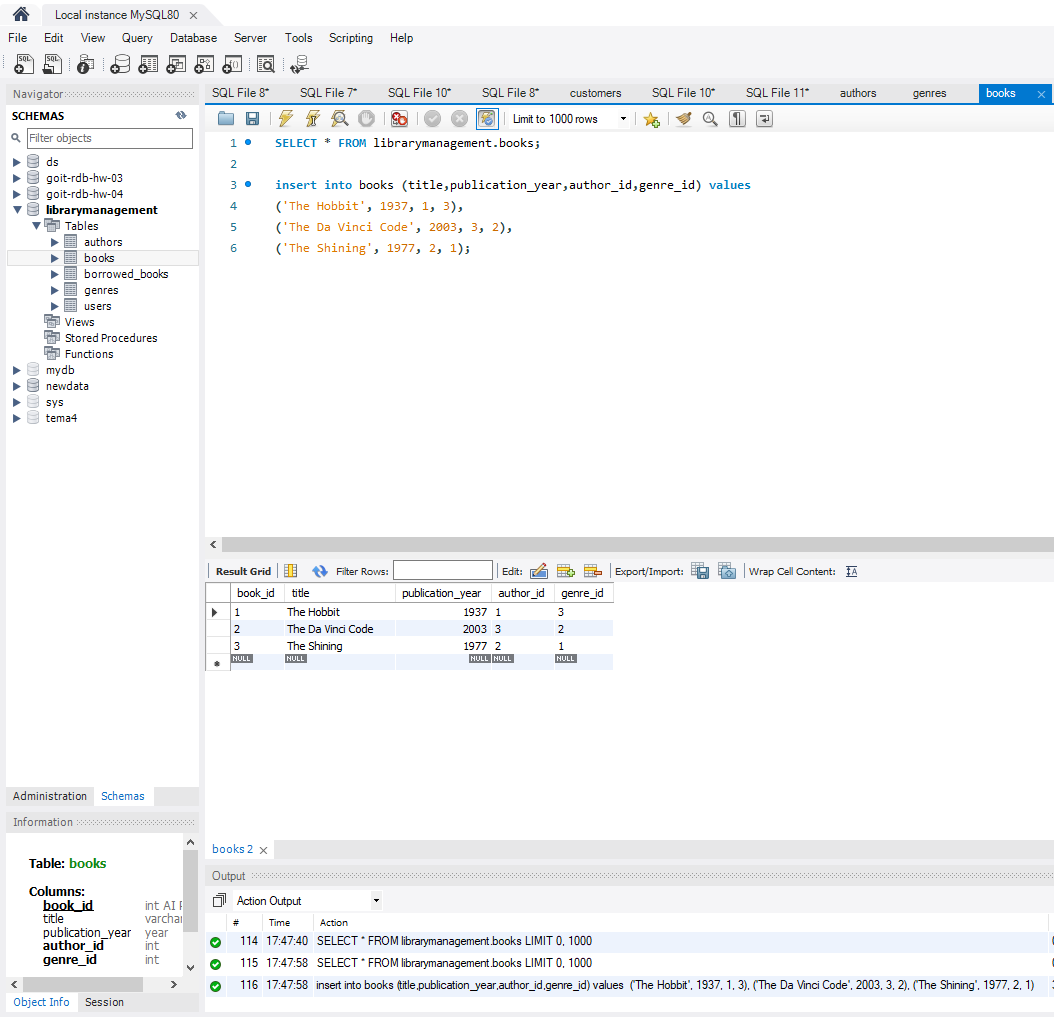 Local instance MySQL80
File Edit View Query Database Server Tools Scripting Help
Navigator
SCHEMAS
Filter objects
ds
goit-rdb-hw-03
goit-rdb-hw-04
librarymanagement
Tables
authors
books
borrowed_books
genres
users
Views
Stored Procedures
Functions
mydb
newdata
sys
tema4
Administration Schemas
Information
Table: books
Columns:
book_id int AI
title varchar
publication_year year
author_id int
genre_id int
Object Info Session
SQL File 8* SQL File 7* SQL File 10* SQL File 8* customers SQL File 10* SQL File 11* authors genres books
Limit to 1000 rows
1 SELECT * FROM librarymanagement.books;
2
3 insert into books (title,publication_year,author_id,genre_id) values
4 ('The Hobbit', 1937, 1, 3),
5 ('The Da Vinci Code', 2003, 3, 2),
6 ('The Shining', 1977, 2, 1);
Result Grid Filter Rows: Edit: Export/Import: Wrap Cell Content:
book_id title publication_year author_id genre_id
1 The Hobbit 1937 1 3
2 The Da Vinci Code 2003 3 2
3 The Shining 1977 2 1
NULL NULL NULL NULL NULL
books 2
Output
Action Output
# Time Action
114 17:47:40 SELECT * FROM librarymanagement.books LIMIT 0, 1000
115 17:47:58 SELECT * FROM librarymanagement.books LIMIT 0, 1000
116 17:47:58 insert into books (title,publication_year,author_id,genre_id) values ('The Hobbit', 1937, 1, 3), ('The Da Vinci Code', 2003, 3, 2), ('The Shining', 1977, 2, 1)